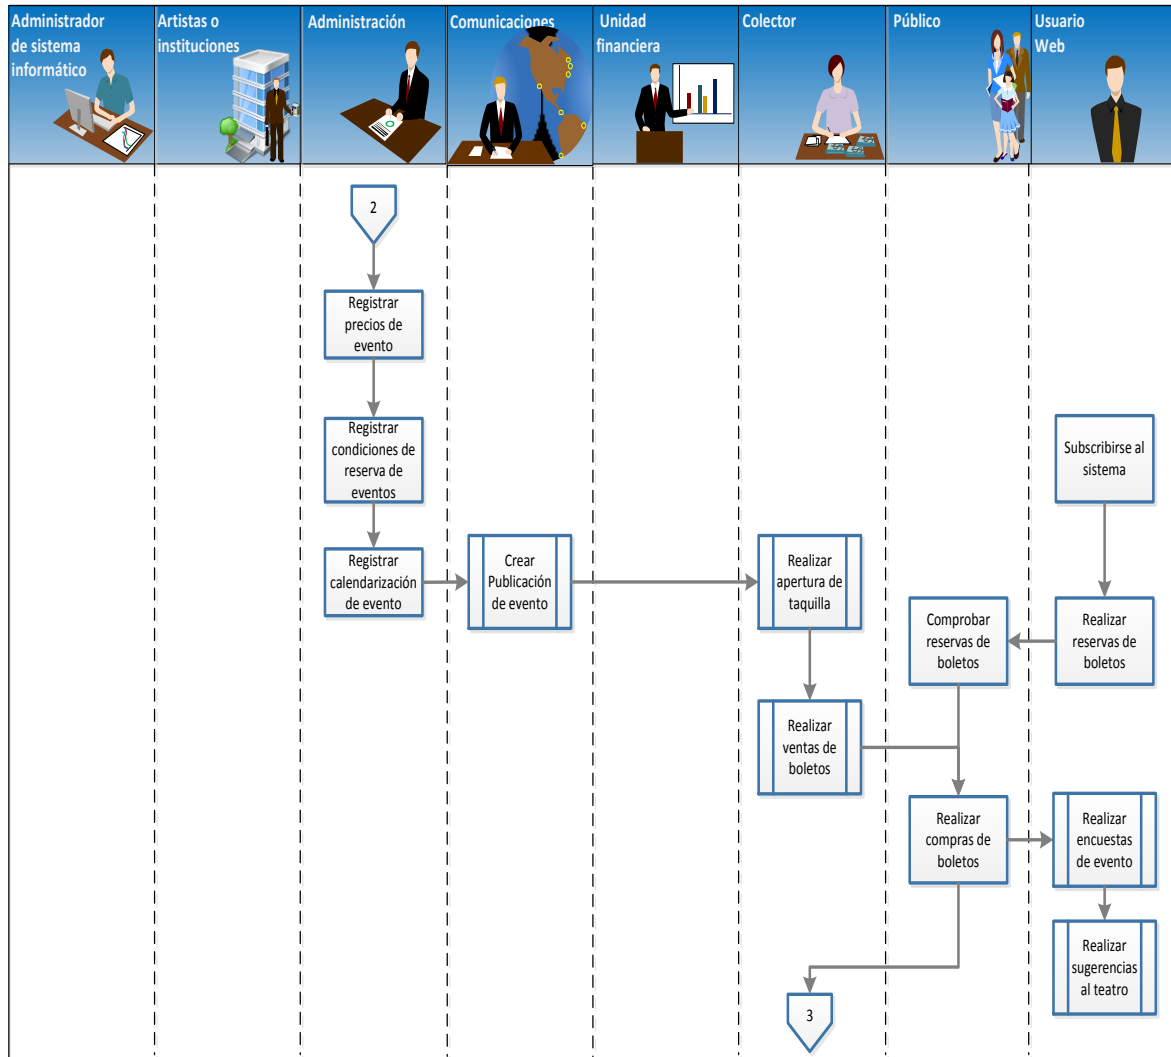 Administrador
de sistema
informático
Artistas o
instituciones
Administración
Comunicaciones
Unidad
financiera
Colector
Público
Usuario
Web
2
Registrar
precios de
evento
Registrar
condiciones de
reserva de
eventos
Subscribirse al
sistema
Registrar
calendarización
de evento
Crear
Publicación
de evento
Realizar
apertura de
taquilla
Comprobar
reservas de
boletos
Realizar
reservas de
boletos
Realizar
ventas de
boletos
Realizar
compras de
boletos
Realizar
encuestas
de evento
Realizar
sugerencias
al teatro
3